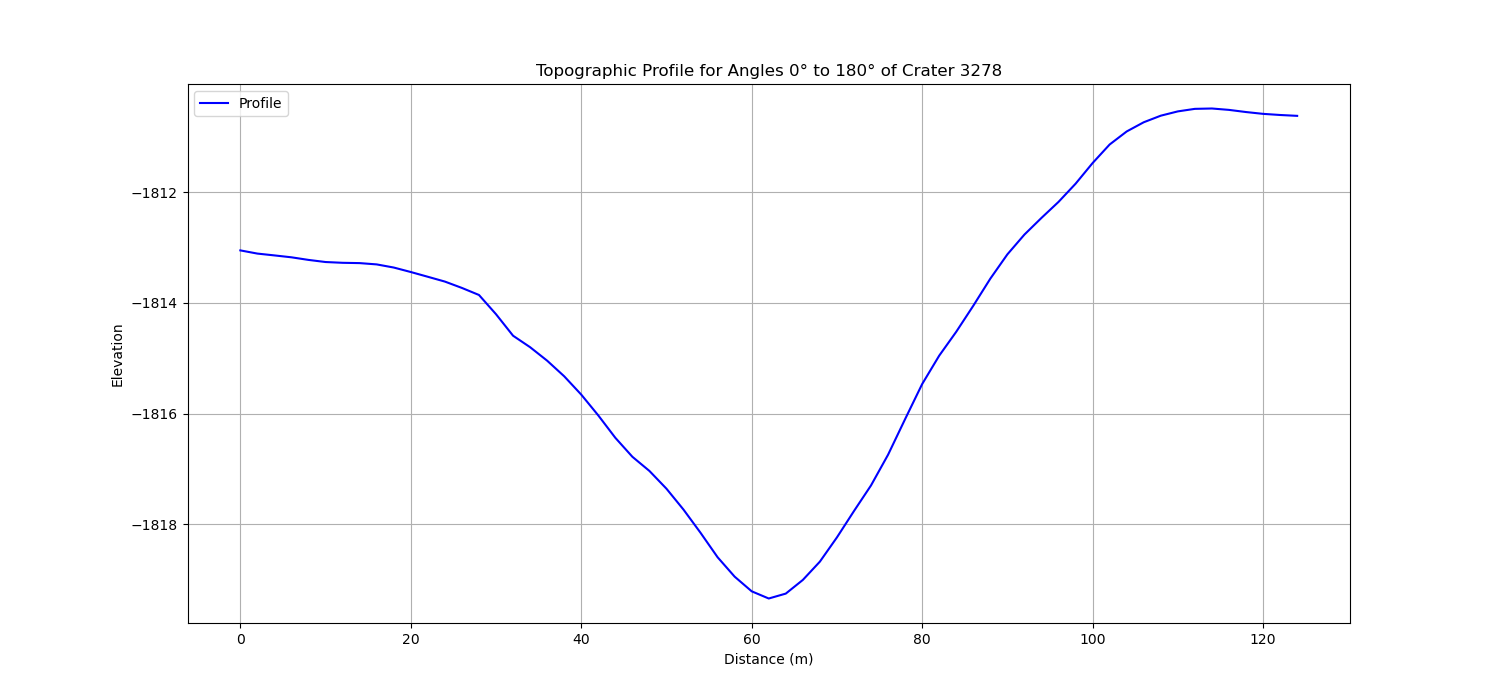 Topographic Profile for Angles 0° to 180° of Crater 3278
Profile
Elevation
−1812
−1814
−1816
−1818
0 20 40 60 80 100 120
Distance (m)